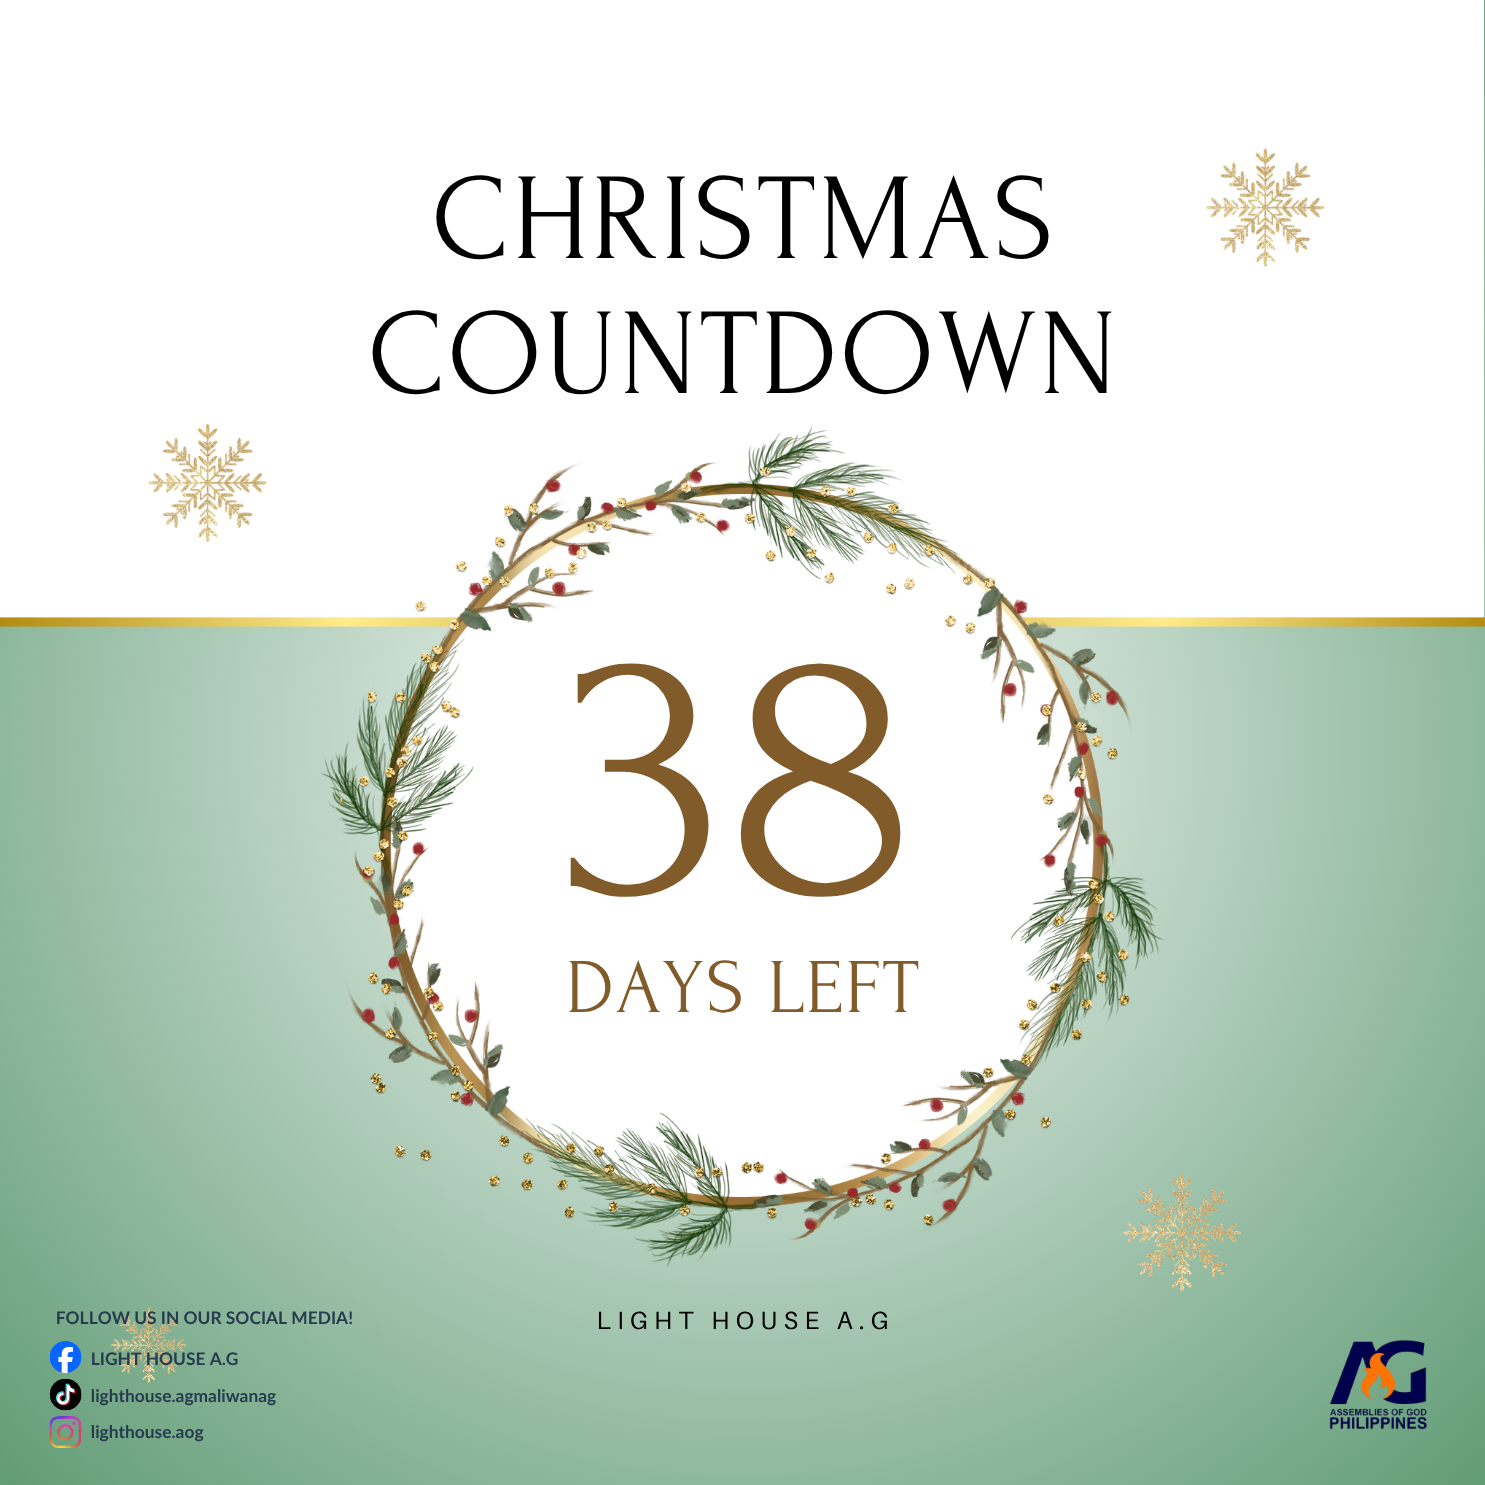 CHRISTMAS
COUNTDOWN
38
DAYS LEFT
LIGHT HOUSE A.G
FOLLOW US IN OUR SOCIAL MEDIA!
LIGHT HOUSE A.G
lighthouse.agmaliwanag
lighthouse.aog
AG
ASSEMBLIES OF GOD
PHILIPPINES